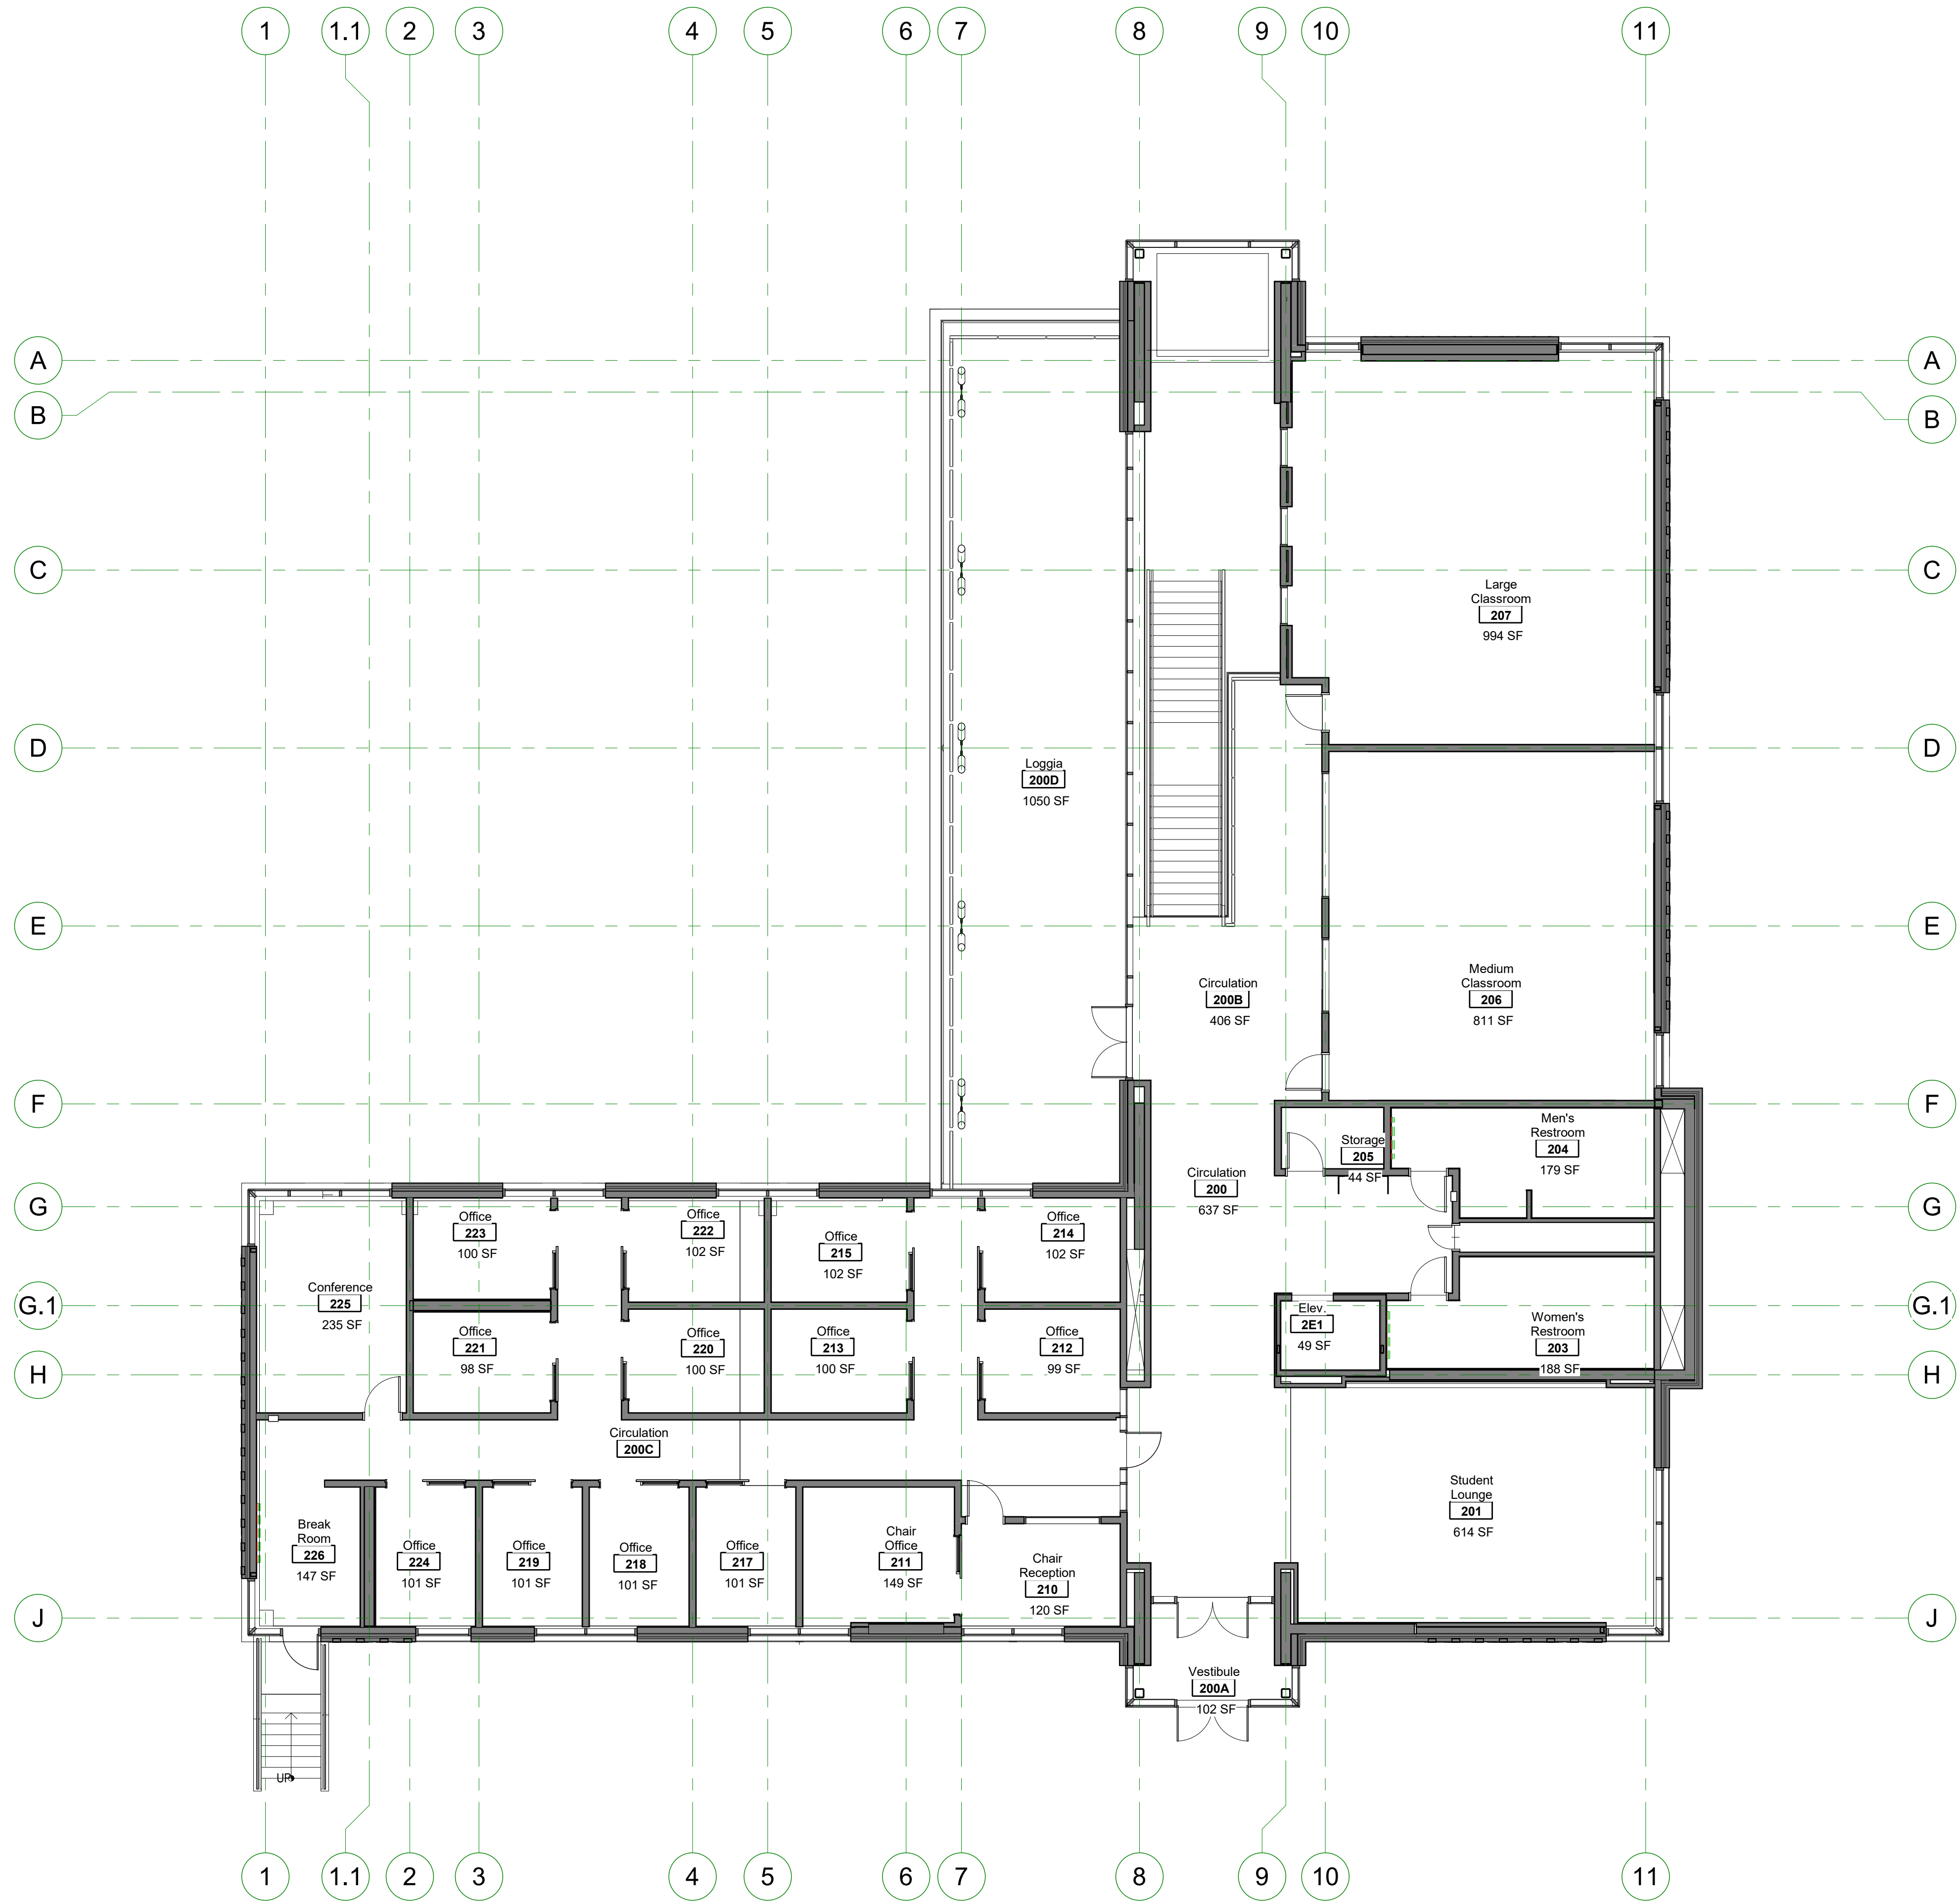 1 1.1 2 3 4 5 6 7 8 9 10 11
A A
B B
C C
Large
Classroom
207
994 SF
D D
Loggia
200D
1050 SF
E E
Circulation
200B
406 SF
Medium
Classroom
206
811 SF
F F
Men's
Restroom
204
179 SF
Storage
205
44 SF
Circulation
200
637 SF
G G
Office
223
100 SF
Office
222
102 SF
Office
215
102 SF
Office
214
102 SF
Conference
225
235 SF
G.1 G.1
Elev.
2E1
49 SF
Women's
Restroom
203
188 SF
Office
221
98 SF
Office
220
100 SF
Office
213
100 SF
Office
212
99 SF
H H
Circulation
200C
Student
Lounge
201
614 SF
Break
Room
226
147 SF
Office
224
101 SF
Office
219
101 SF
Office
218
101 SF
Office
217
101 SF
Chair
Office
211
149 SF
Chair
Reception
210
120 SF
J J
Vestibule
200A
102 SF
UP
1 1.1 2 3 4 5 6 7 8 9 10 11